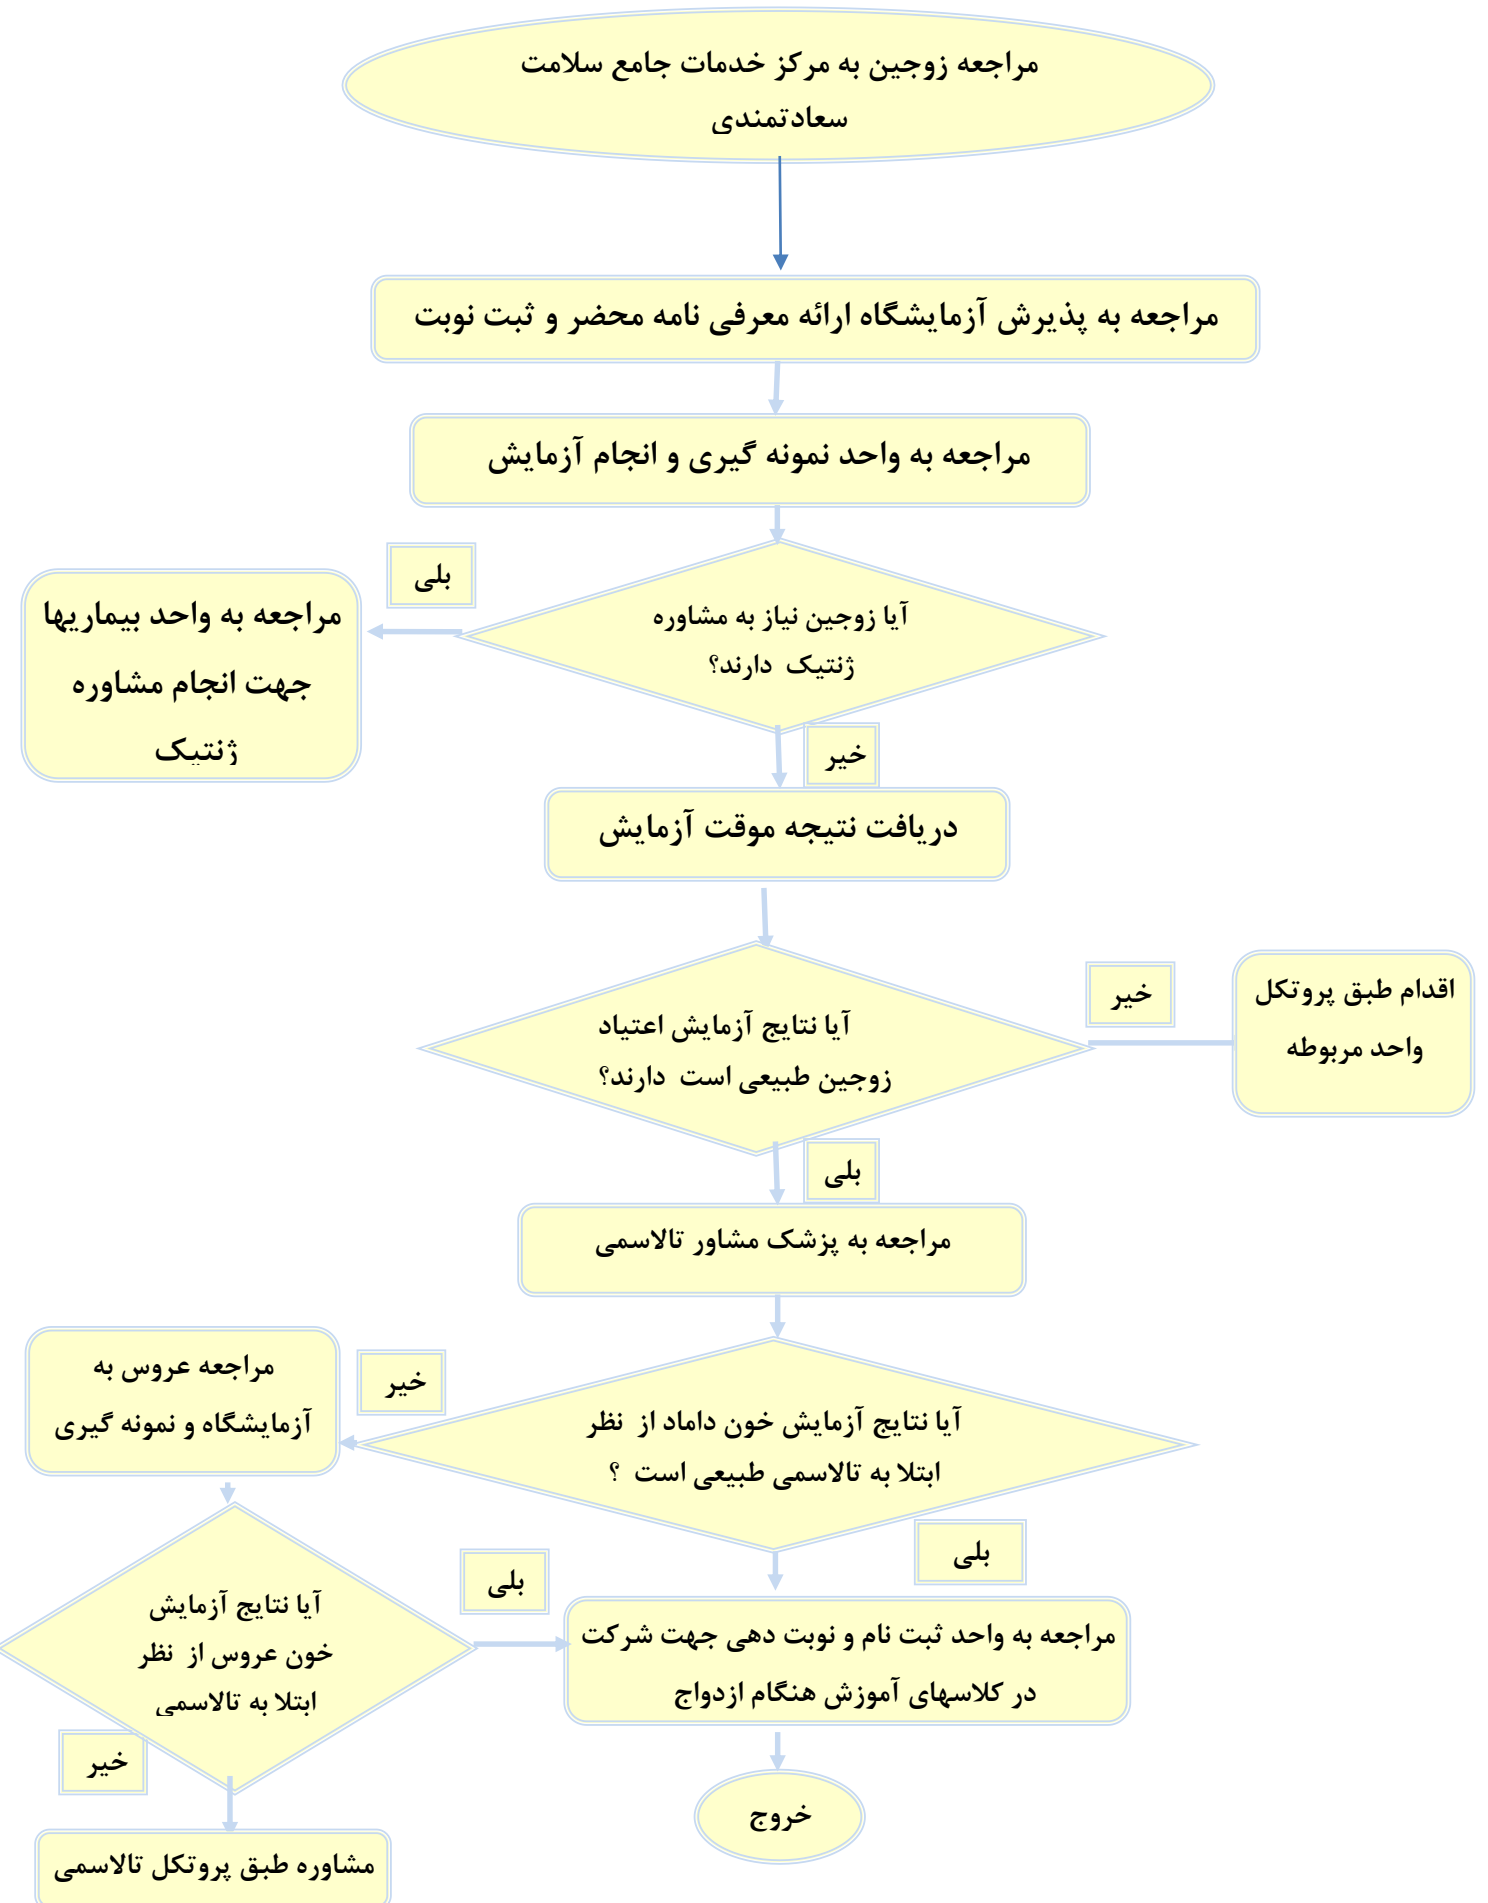 مراجعه زوجین به مرکز خدمات جامع سلامت
سعادتمندی
مراجعه به پذیرش آزمایشگاه ارائه معرفی نامه محضر و ثبت نوبت
مراجعه به واحد نمونه گیری و انجام آزمایش
آیا زوجین نیاز به مشاوره
ژنتیک دارند؟
بلی
مراجعه به واحد بیماریها
جهت انجام مشاوره
ژنتیک
خیر
دریافت نتیجه موقت آزمایش
آیا نتایج آزمایش اعتیاد
زوجین طبیعی است دارند؟
خیر
اقدام طبق پروتکل
واحد مربوطه
بلی
مراجعه به پزشک مشاور تالاسمی
آیا نتایج آزمایش خون داماد از نظر
ابتلا به تالاسمی طبیعی است ؟
خیر
مراجعه عروس به
آزمایشگاه و نمونه گیری
بلی
آیا نتایج آزمایش
خون عروس از نظر
ابتلا به تالاسمی
بلی
مراجعه به واحد ثبت نام و نوبت دهی جهت شرکت
در کلاسهای آموزش هنگام ازدواج
خیر
خروج
مشاوره طبق پروتکل تالاسمی